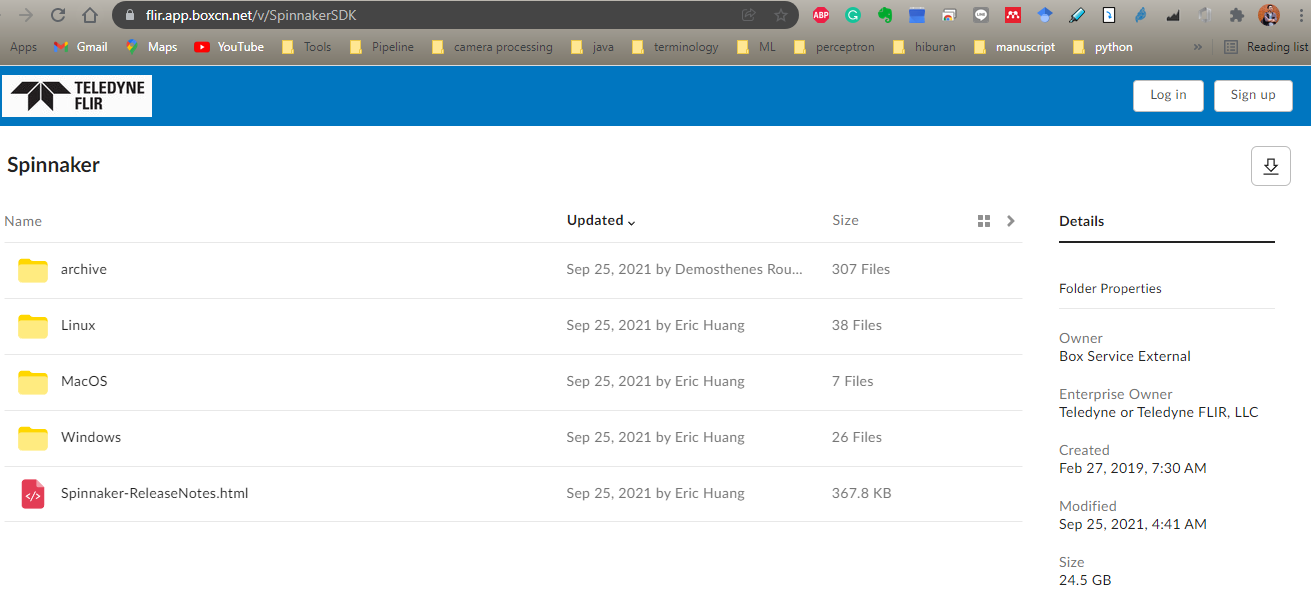 flir.app.boxcn.net/v/SpinnakerSDK
ABP
Apps Gmail Maps YouTube Tools Pipeline camera processing java terminology ML perceptron hiburan manuscript python » Reading list
TELEDYNE
FLIR
Log in Sign up
Spinnaker
Name Updated Size
archive Sep 25, 2021 by Demosthenes Rou... 307 Files
Linux Sep 25, 2021 by Eric Huang 38 Files
MacOS Sep 25, 2021 by Eric Huang 7 Files
Windows Sep 25, 2021 by Eric Huang 26 Files
</> Spinnaker-ReleaseNotes.html Sep 25, 2021 by Eric Huang 367.8 KB
Details
Folder Properties
Owner
Box Service External
Enterprise Owner
Teledyne or Teledyne FLIR, LLC
Created
Feb 27, 2019, 7:30 AM
Modified
Sep 25, 2021, 4:41 AM
Size
24.5 GB